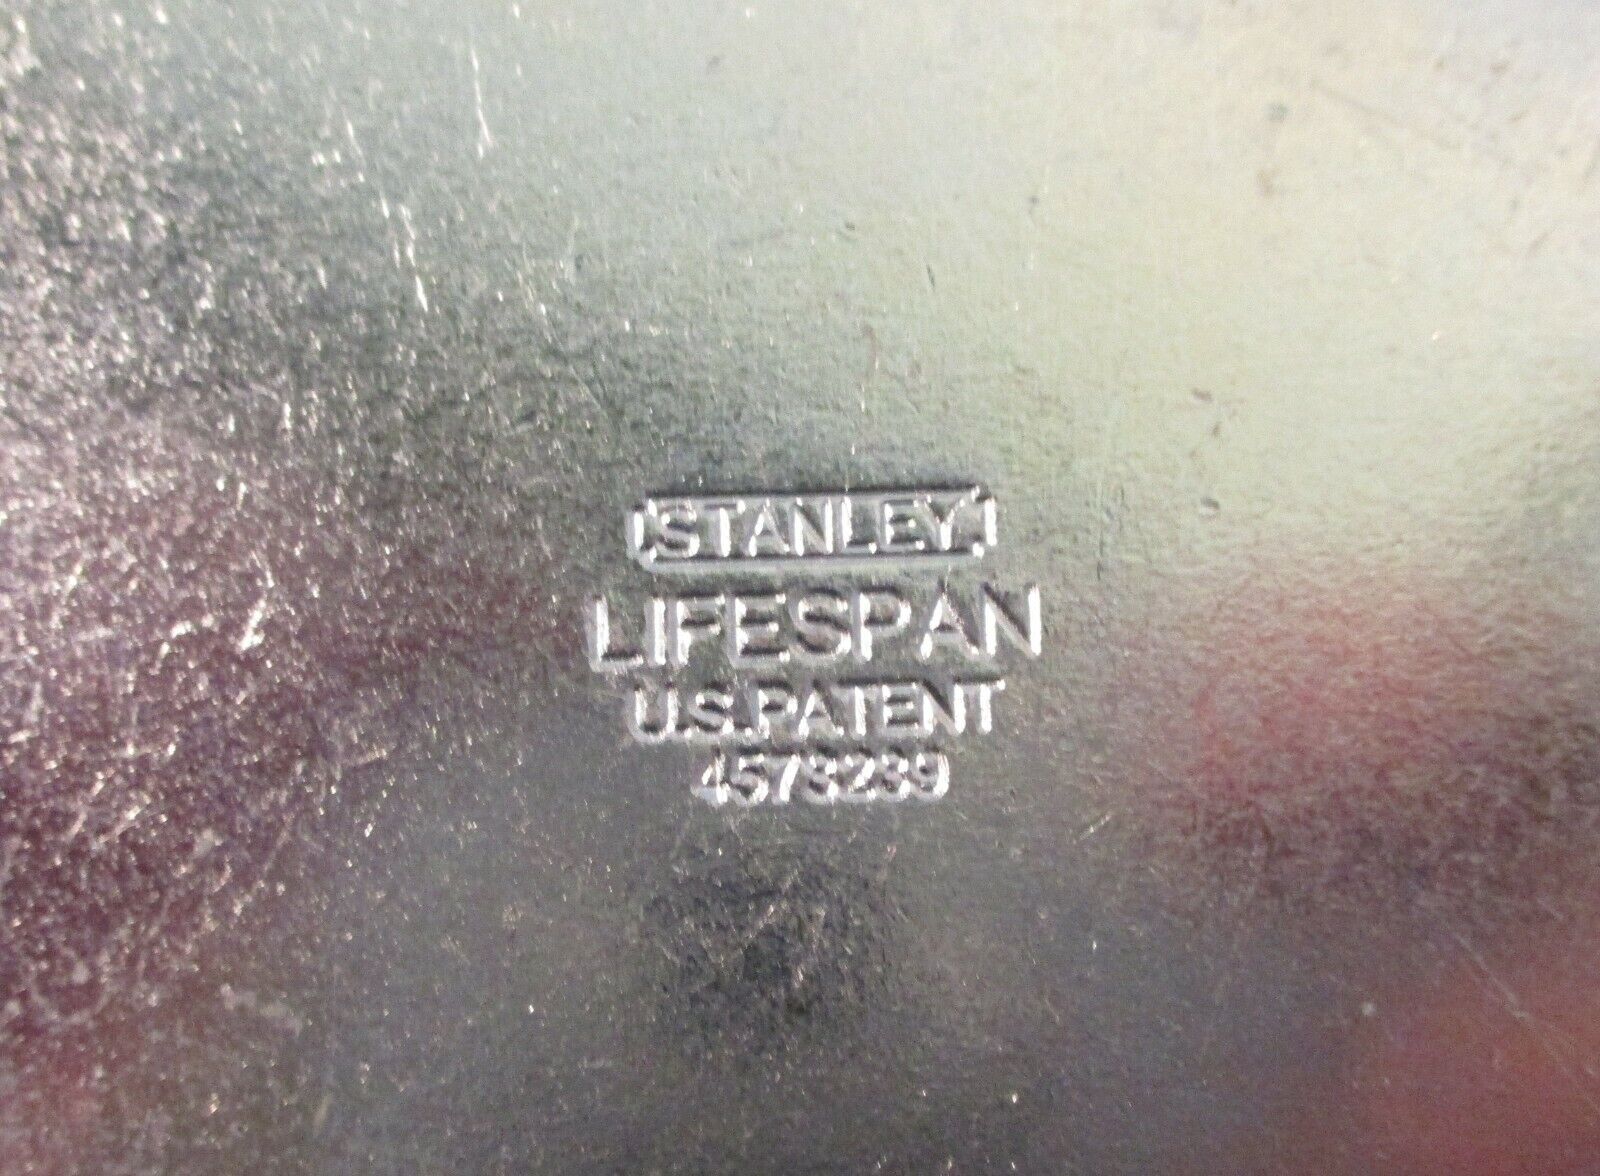 STANLEY
LIFESPAN
U.S. PATENT
4573239